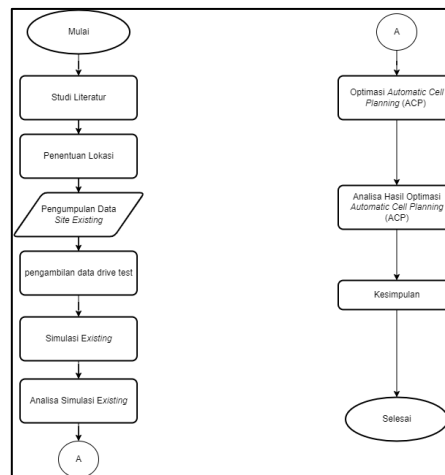 Mulai
Studi Literatur
Penentuan Lokasi
Pengumpulan Data
Site Existing
pengambilan data drive test
Simulasi Existing
Analisa Simulasi Existing
A
A
Optimasi Automatic Cell
Planning (ACP)
Analisa Hasil Optimasi
Automatic Cell Planning
(ACP)
Kesimpulan
Selesai